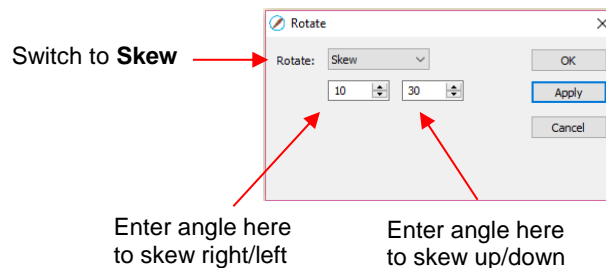 Rotate
Switch to Skew
Rotate: Skew OK
10 30 Apply
Cancel
Enter angle here
to skew right/left
Enter angle here
to skew up/down